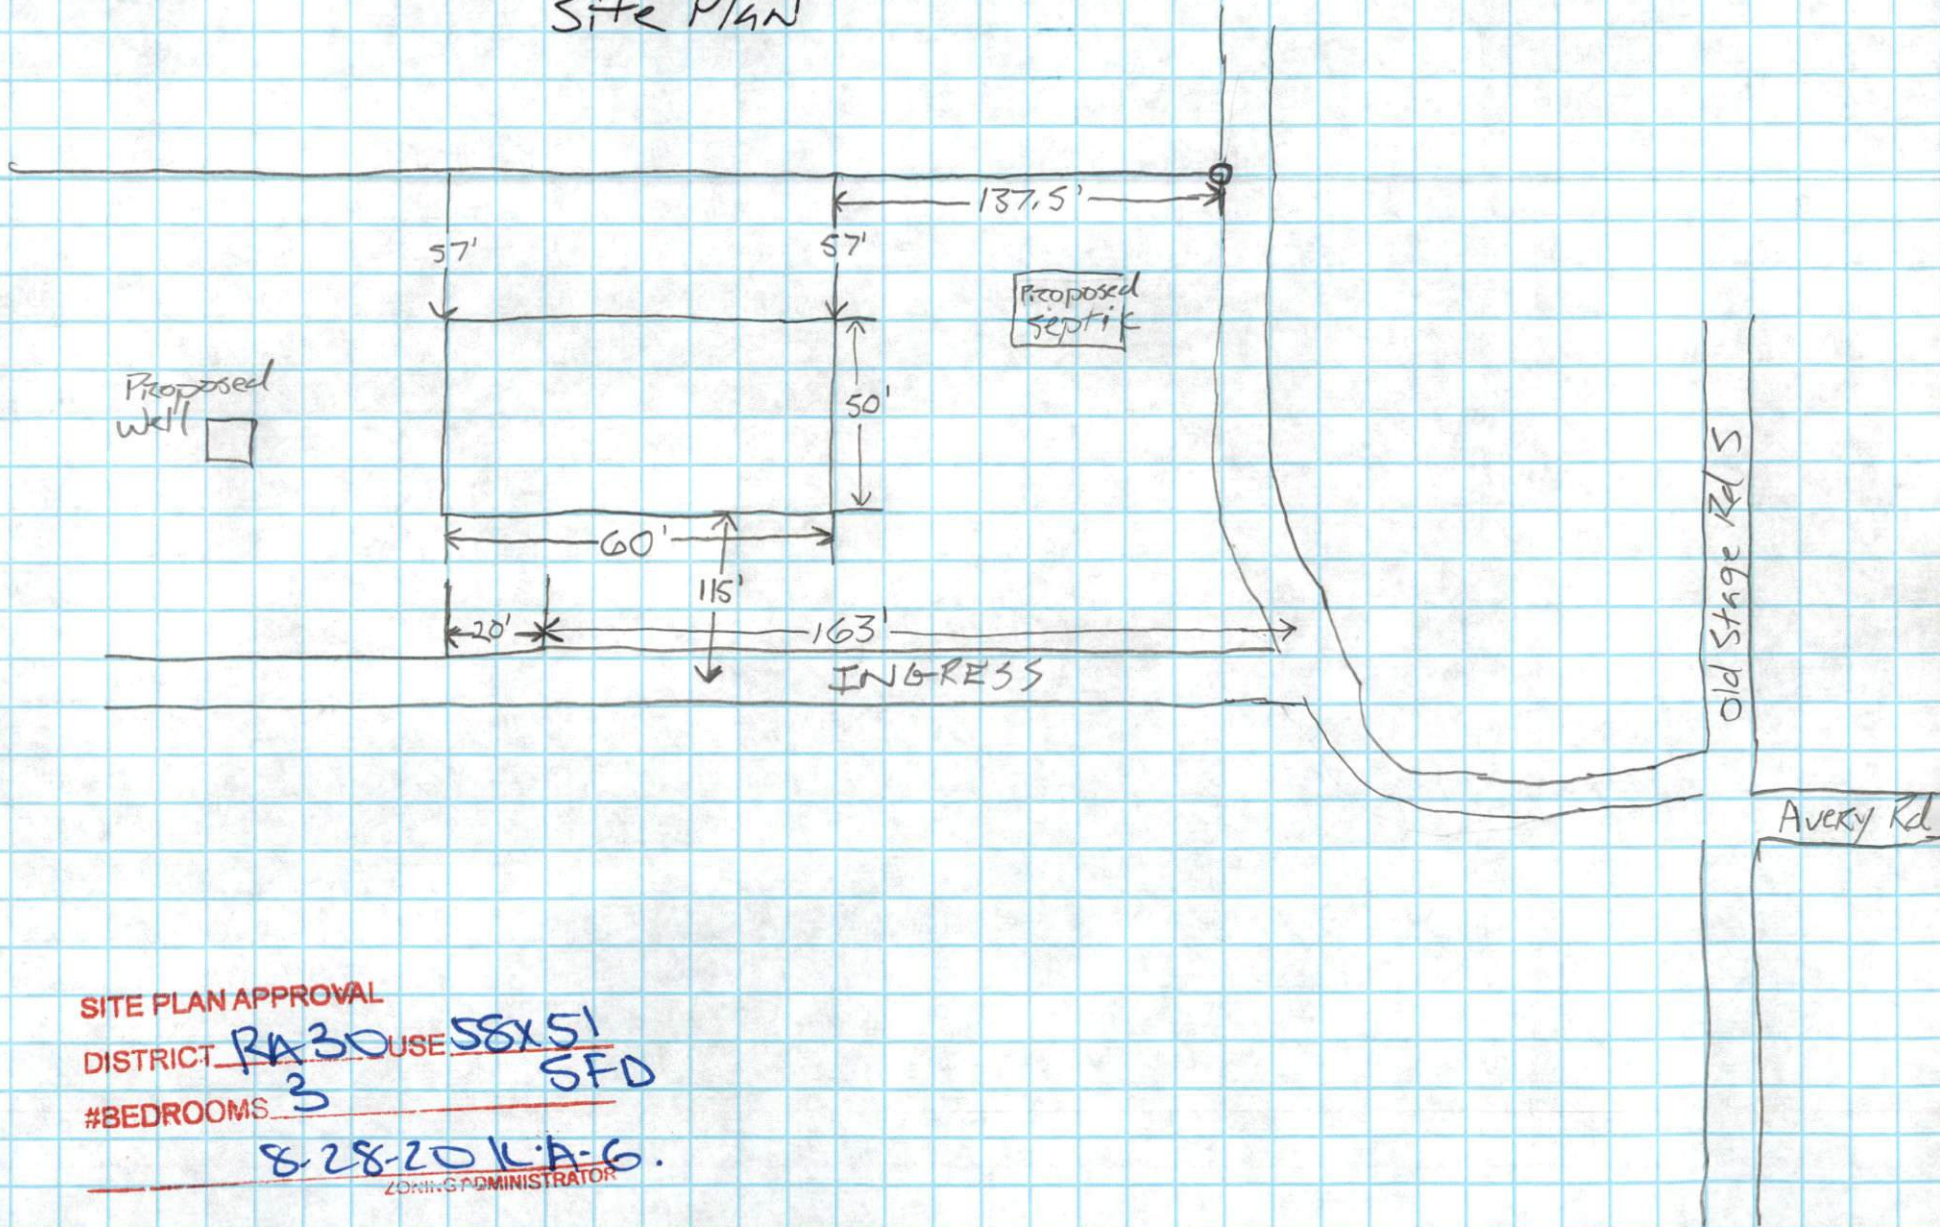 Site Plan
137.5'
57'
57'
Proposed
Septik
Proposed
Well
50'
60'
115'
20'
163'
INGRESS
Old Stage Rd S
Avery Rd
SITE PLAN APPROVAL
DISTRICT RA30 USE 58x51
SFD
#BEDROOMS 3
8-28-20 K.A-G.
ZONING ADMINISTRATOR